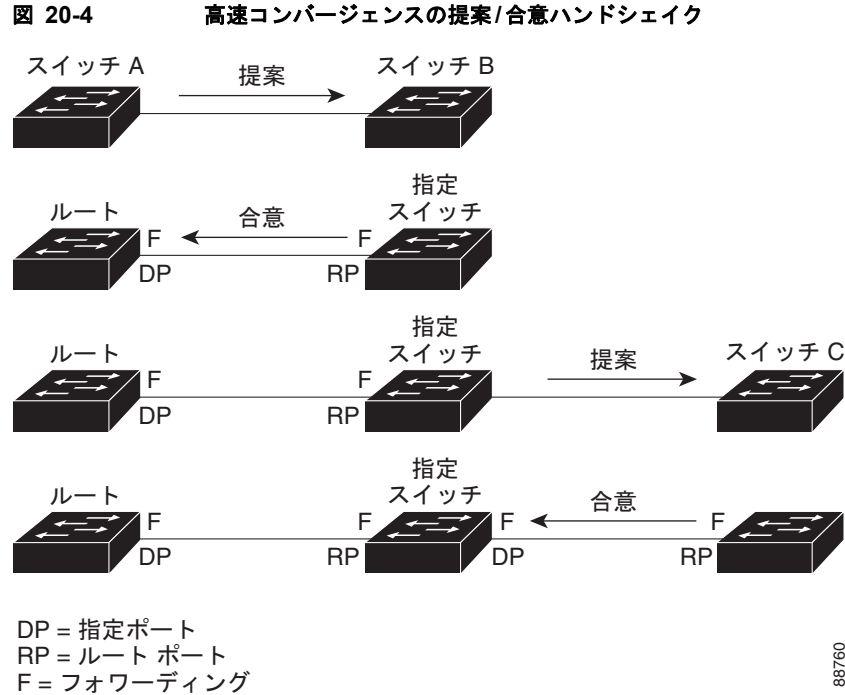 図 20-4 高速コンバージェンスの提案/合意ハンドシェイク
スイッチ A
提案
スイッチ B
ルート
F
DP
合意
指定
スイッチ
F
RP
ルート
F
DP
指定
スイッチ
F
RP
提案
スイッチ C
ルート
F
DP
指定
スイッチ
F
RP
F
DP
合意
F
RP
DP = 指定ポート
RP = ルート ポート
F = フォワーディング
88760